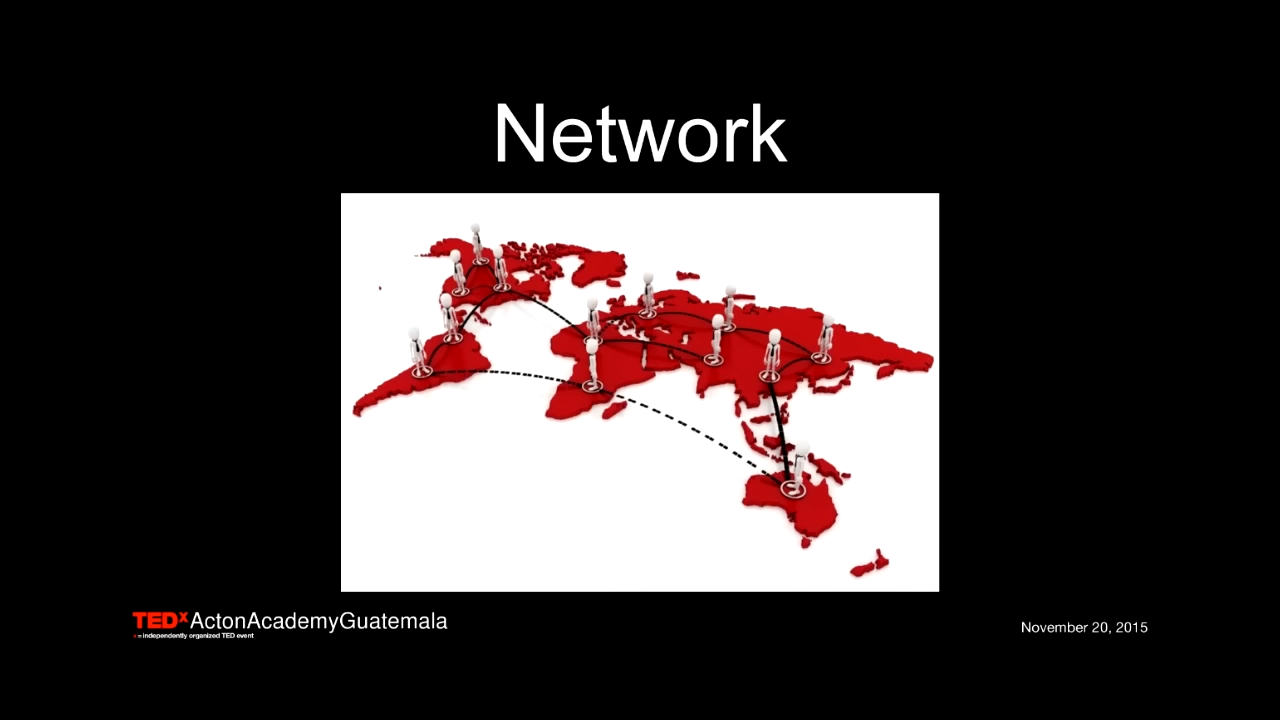 Network
TEDxActonAcademyGuatemala
x = independently organized TED event
November 20, 2015